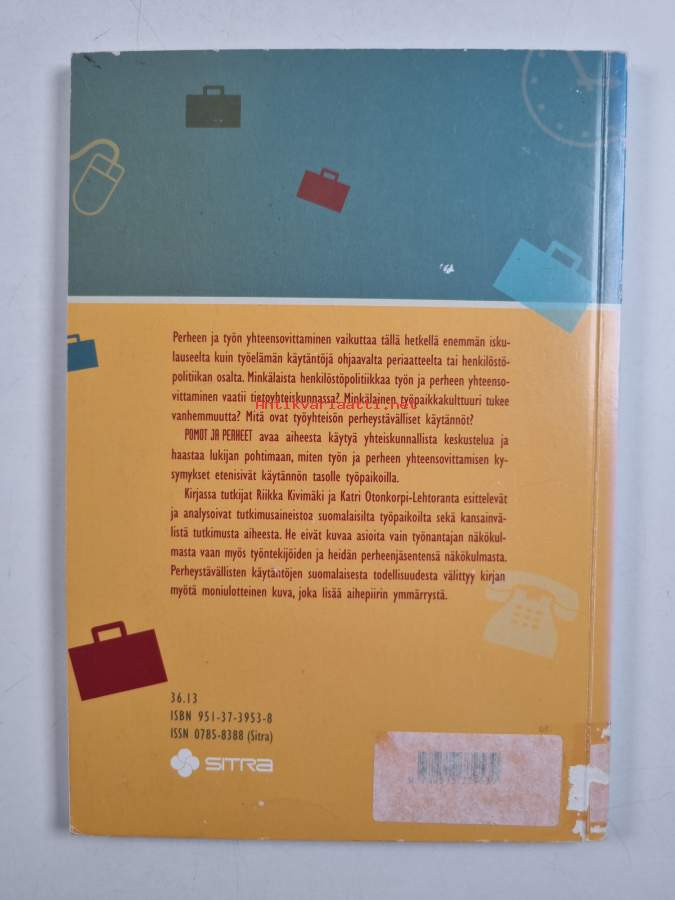 Perheen ja työn yhteensovittaminen vaikuttaa tällä hetkellä enemmän isku-
lauseelta kuin työelämän käytäntöjä ohjaavalta periaatteelta tai henkilöstö-
politiikan osalta. Minkälaista henkilöstöpolitiikkaa työn ja perheen yhteenso-
vittaminen vaatii tietoyhteiskunnassa? Minkälainen työpaikkakulttuuri tukee
Antikvariaatti.net
vanhemmuutta? Mitä ovat työyhteisön perheystävälliset käytännöt?
POMOT JA PERHEET avaa aiheesta käytyä yhteiskunnallista keskustelua ja
haastaa lukijan pohtimaan, miten työn ja perheen yhteensovittamisen ky-
symykset etenisivät käytännön tasolle työpaikoilla.
Kirjassa tutkijat Riikka Kivimäki ja Katri Otonkorpi-Lehtoranta esittelevät
ja analysoivat tutkimusaineistoa suomalaisilta työpaikoilta sekä kansainvä-
listä tutkimusta aiheesta. He eivät kuvaa asioita vain työnantajan näkökul-
masta vaan myös työntekijöiden ja heidän perheenjäsentensä näkökulmasta.
Perheystävällisten käytäntöjen suomalaisesta todellisuudesta välittyy kirjan
myötä moniulotteinen kuva, joka lisää aihepiirin ymmärrystä.
36.13
ISBN 951-37-3953-8
ISSN 0785-8388 (Sitra)
SITRA